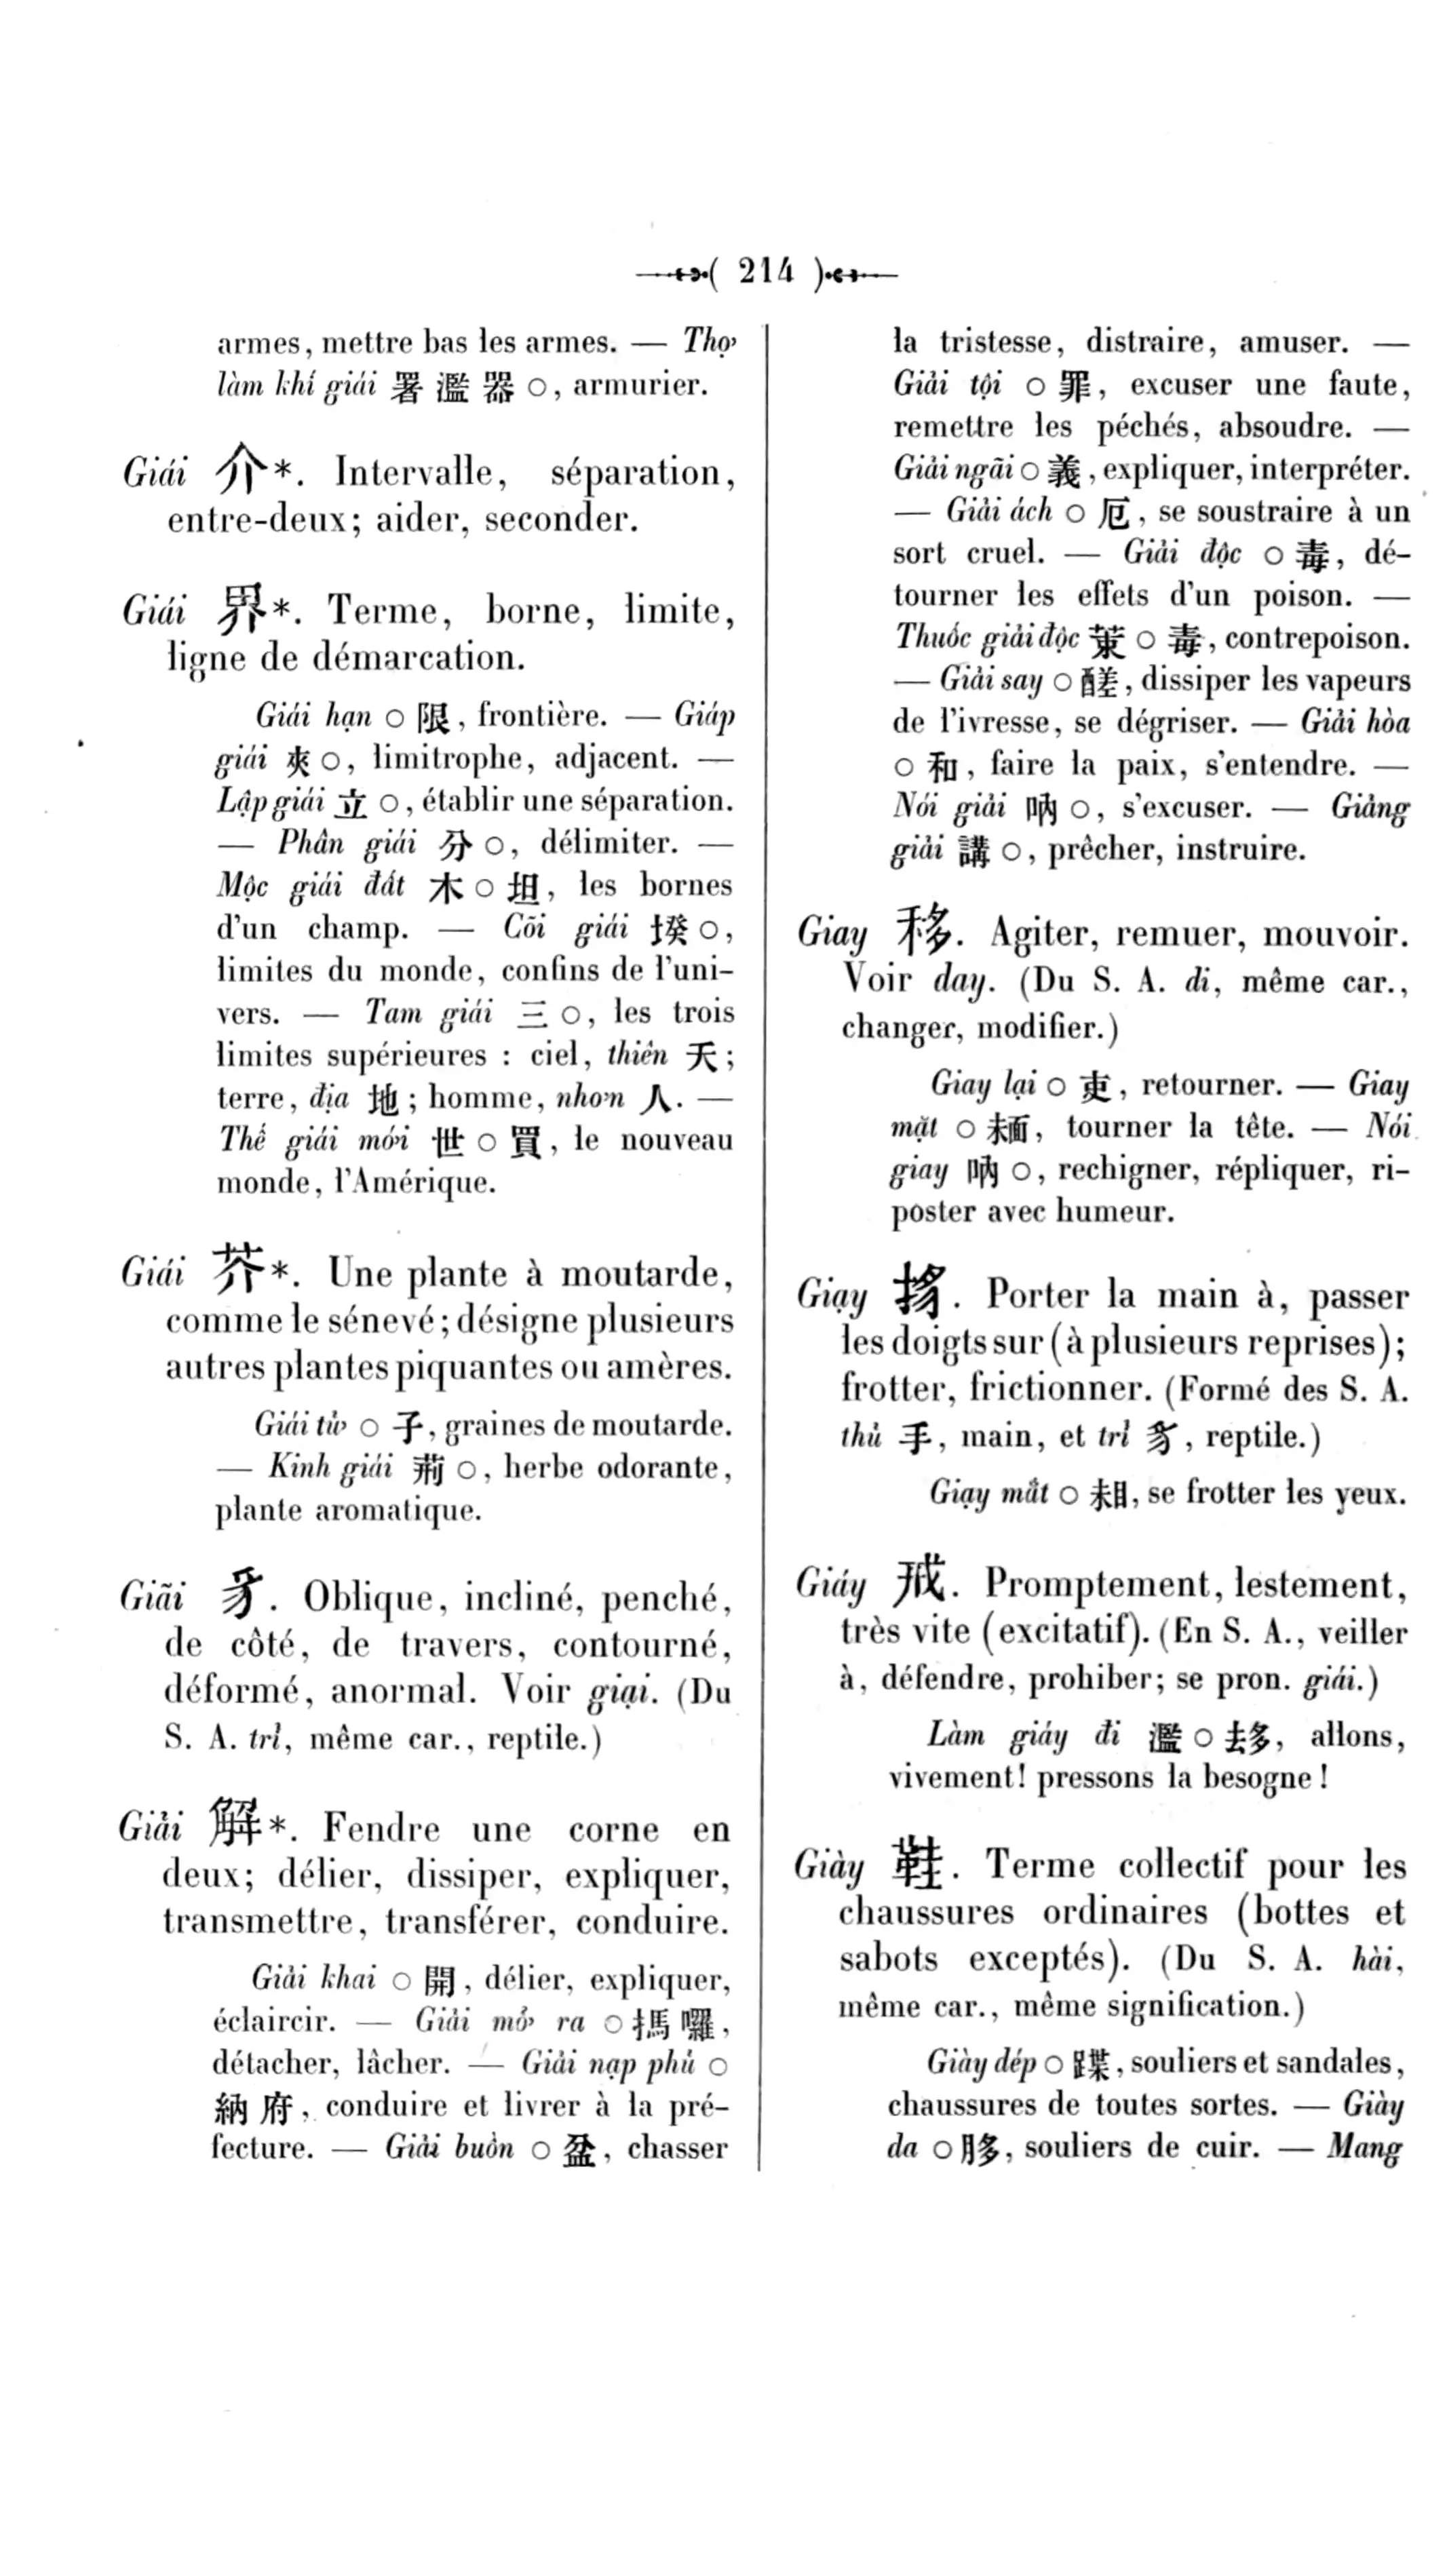 ( 214 )
armes, mettre bas les armes. — Thợ
làm khí giái 署 濫 器 ○, armurier.
Giái 介*. Intervalle, séparation,
entre-deux; aider, seconder.
Giái 界*. Terme, borne, limite,
ligne de démarcation.
Giái hạn ○ 限, frontière. — Giáp
giái 夾 ○, limitrophe, adjacent. —
Lập giái 立 ○, établir une séparation.
— Phân giái 分 ○, délimiter. —
Mộc giái đất 木 ○ 坦, les bornes
d'un champ. — Cõi giái ○,
limites du monde, confins de l'uni-
vers. — Tam giái 三 ○, les trois
limites supérieures : ciel, thiên 天;
terre, địa 地; homme, nhơn 人. —
Thế giái mới 世 ○ 買, le nouveau
monde, l'Amérique.
Giái 芥*. Une plante à moutarde,
comme le sénevé; désigne plusieurs
autres plantes piquantes ou amères.
Giái tử ○ 子, graines de moutarde.
— Kinh giái 荊 ○, herbe odorante,
plante aromatique.
Giãi 豸. Oblique, incliné, penché,
de côté, de travers, contourné,
déformé, anormal. Voir giại. (Du
S. A. trỉ, même car., reptile.)
Giải 解*. Fendre une corne en
deux; délier, dissiper, expliquer,
transmettre, transférer, conduire.
Giải khai ○ 開, délier, expliquer,
éclaircir. — Giải mở ra ○ 搗 囉,
détacher, lâcher. — Giải nạp phủ ○
納 府, conduire et livrer à la pré-
fecture. — Giải buồn ○ 盆, chasser
la tristesse, distraire, amuser. —
Giải tội ○ 罪, excuser une faute,
remettre les péchés, absoudre. —
Giải ngãi ○ 義, expliquer, interpréter.
— Giải ách ○ 厄, se soustraire à un
sort cruel. — Giải độc ○ 毒, dé-
tourner les effets d'un poison. —
Thuốc giải độc ○ 毒, contrepoison.
— Giải say ○ 醝, dissiper les vapeurs
de l'ivresse, se dégriser. — Giải hòa
○ 和, faire la paix, s'entendre. —
Nói giải 吶 ○, s'excuser. — Giảng
giải 講 ○, prêcher, instruire.
Giay 移. Agiter, remuer, mouvoir.
Voir day. (Du S. A. di, même car.,
changer, modifier.)
Giay lại ○ 吏, retourner. — Giay
mặt ○ 𩈘, tourner la tête. — Nói
giay 吶 ○, rechigner, répliquer, ri-
poster avec humeur.
Giạy. Porter la main à, passer
les doigts sur (à plusieurs reprises);
frotter, frictionner. (Formé des S. A.
thủ 手, main, et trỉ 豸, reptile.)
Giạy mắt ○ 眜, se frotter les yeux.
Giáy 戒. Promptement, lestement,
très vite (excitatif). (En S. A., veiller
à, défendre, prohiber; se pron. giái.)
Làm giáy đi 濫 ○ 迻, allons,
vivement! pressons la besogne!
Giày 鞋. Terme collectif pour les
chaussures ordinaires (bottes et
sabots exceptés). (Du S. A. hài,
même car., même signification.)
Giày dép ○ 蹀, souliers et sandales,
chaussures de toutes sortes. — Giày
da ○ 胗, souliers de cuir. — Mang